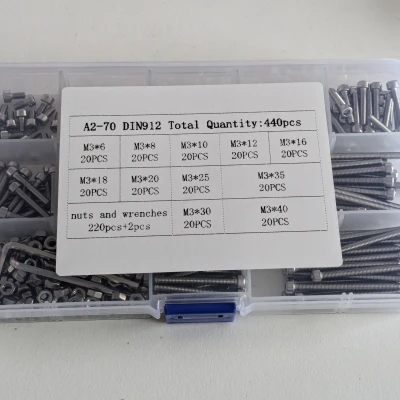 A2-70 DIN912 Total Quantity:440pcs
M3*6 M3*8 M3*10 M3*12 M3*16
20PCS 20PCS 20PCS 20PCS 20PCS
M3*18 M3*20 M3*25 M3*35
20PCS 20PCS 20PCS 20PCS
nuts and wrenches M3*30 M3*40
220pcs+2pcs 20PCS 20PCS